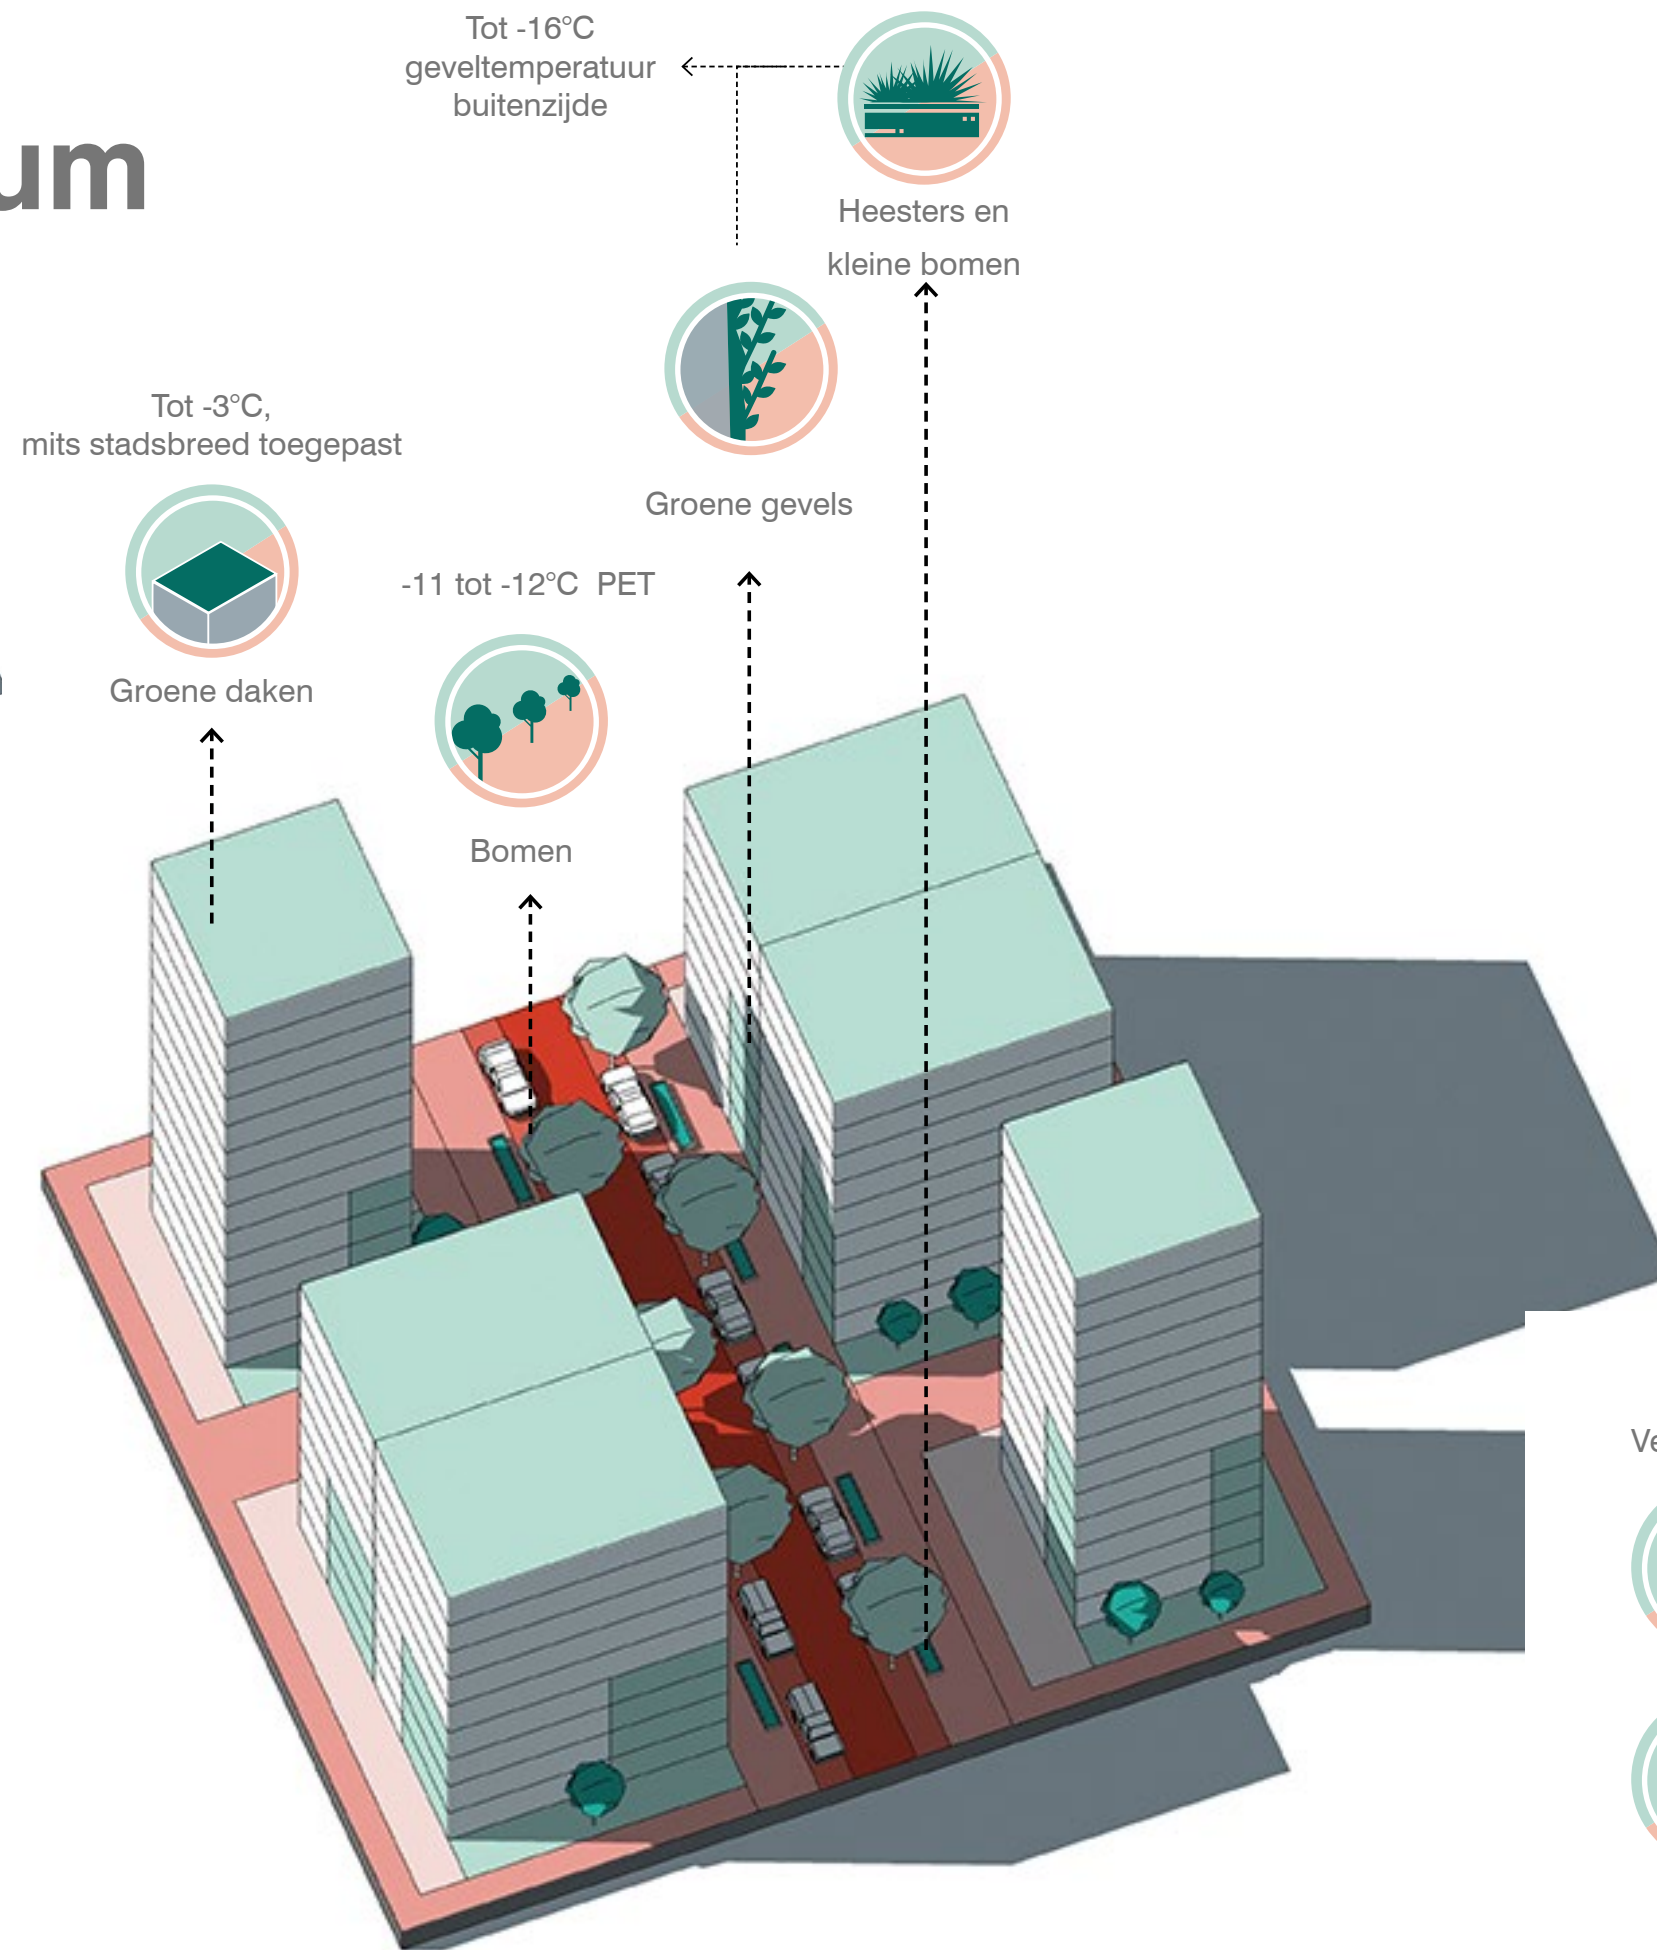 Tot -16°C
geveltemperatuur
buitenzijde
um
Heesters en
kleine bomen
Tot -3°C,
mits stadsbreed toegepast
Groene gevels
-11 tot -12°C PET
Groene daken
Bomen
Ve